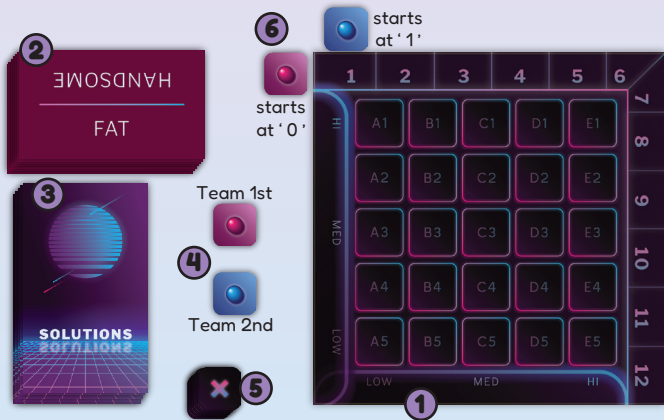 6
starts
at ‘ 1 ’
2
HANDSOME
FAT
starts
at ‘ 0 ’
1 2 3 4 5 6
7
8
9
10
11
12
HI
MED
LOW
A1 B1 C1 D1 E1
A2 B2 C2 D2 E2
A3 B3 C3 D3 E3
A4 B4 C4 D4 E4
A5 B5 C5 D5 E5
LOW MED HI
1
3
SOLUTIONS
SOLUTIONS
Team 1st
4
Team 2nd
5